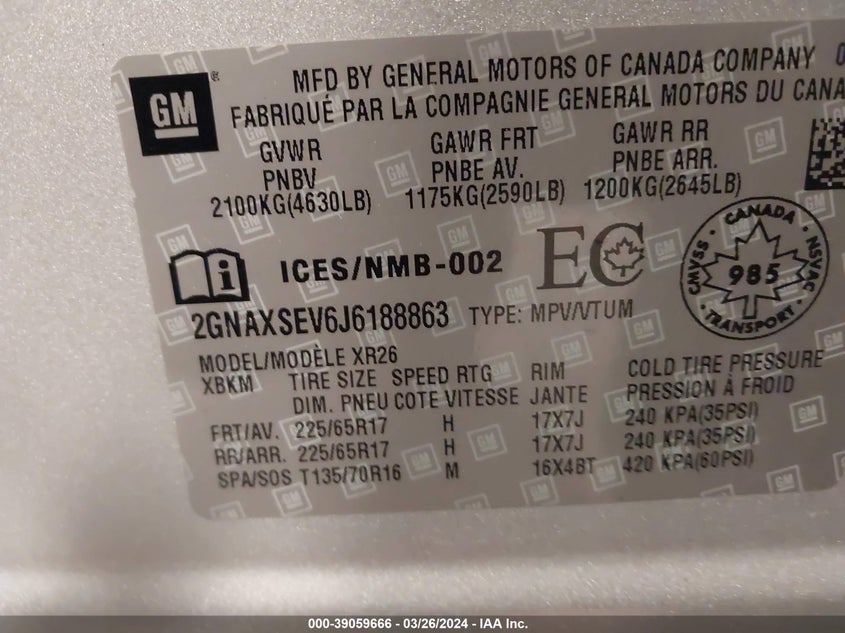 GM
®
MFD BY GENERAL MOTORS OF CANADA COMPANY 0
FABRIQUÉ PAR LA COMPAGNIE GENERAL MOTORS DU CANA
GVWR GAWR FRT GAWR RR
PNBV PNBE AV. PNBE ARR.
2100KG(4630LB) 1175KG(2590LB) 1200KG(2645LB)
i ICES/NMB-002 EC
CANADA
CMVSS 985 NSVAC
TRANSPORT
2GNAXSEV6J6188863 TYPE: MPV/VTUM
MODEL/MODÈLE XR26
XBKM TIRE SIZE SPEED RTG RIM COLD TIRE PRESSURE
DIM. PNEU COTE VITESSE JANTE PRESSION À FROID
FRT/AV. 225/65R17 H 17X7J 240 KPA(35PSI)
RR/ARR. 225/65R17 H 17X7J 240 KPA(35PSI)
SPA/SOS T135/70R16 M 16X4BT 420 KPA(60PSI)
000-39059666 - 03/26/2024 - IAA Inc.